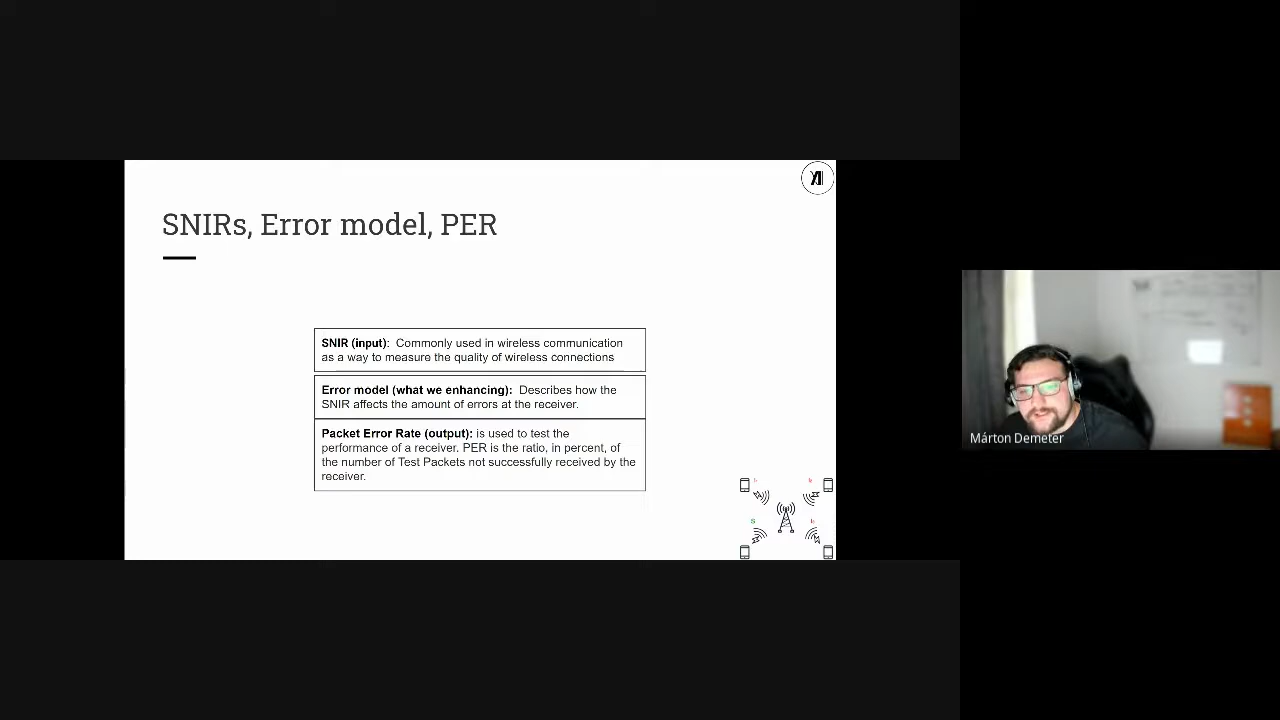 SNIRs, Error model, PER
SNIR (input): Commonly used in wireless communication
as a way to measure the quality of wireless connections
Error model (what we enhancing): Describes how the
SNIR affects the amount of errors at the receiver.
Packet Error Rate (output): is used to test the
performance of a receiver. PER is the ratio, in percent, of
the number of Test Packets not successfully received by the
receiver.
S
Márton Demeter